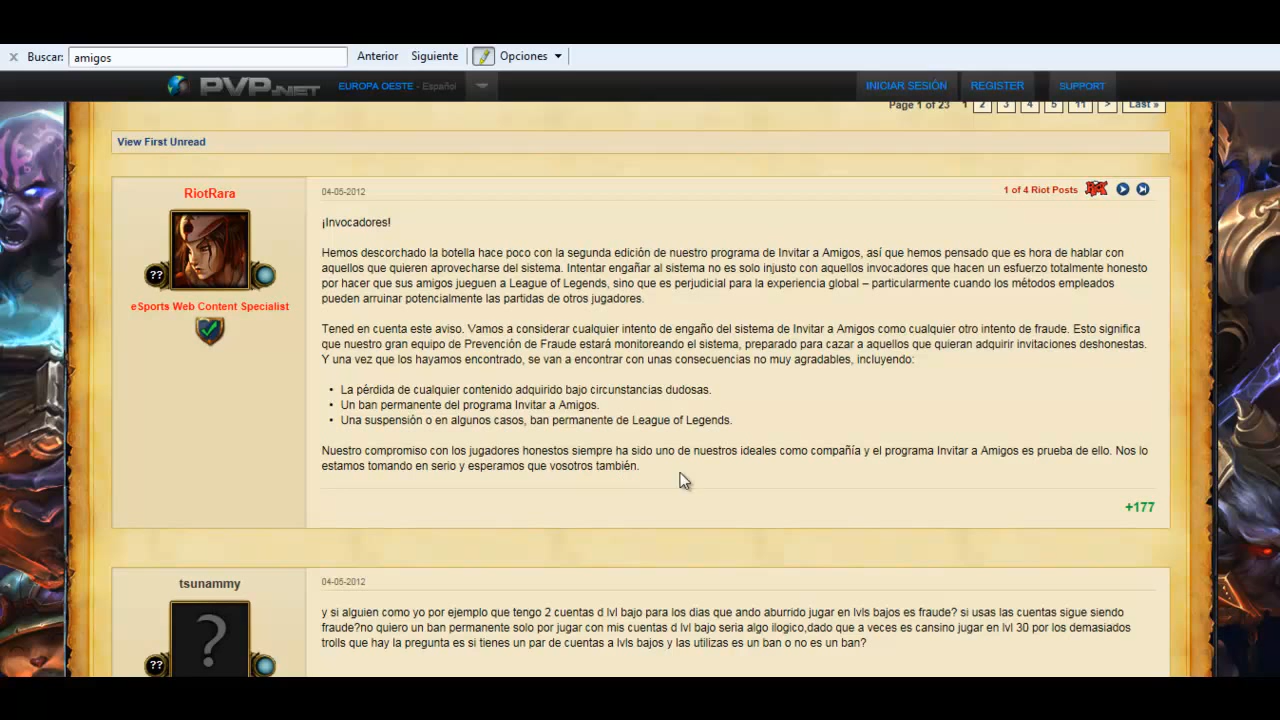 Buscar: amigos Anterior Siguiente Opciones
PVP.NET EUROPA OESTE - Español INICIAR SESIÓN REGISTER SUPPORT
Page 1 of 23 1 2 3 4 5 11 > Last »
View First Unread
RiotRara
04-05-2012
1 of 4 Riot Posts
¡Invocadores!
Hemos descorchado la botella hace poco con la segunda edición de nuestro programa de Invitar a Amigos, así que hemos pensado que es hora de hablar con
aquellos que quieren aprovecharse del sistema. Intentar engañar al sistema no es solo injusto con aquellos invocadores que hacen un esfuerzo totalmente honesto
por hacer que sus amigos jueguen a League of Legends, sino que es perjudicial para la experiencia global – particularmente cuando los métodos empleados
pueden arruinar potencialmente las partidas de otros jugadores.
??
eSports Web Content Specialist
Tened en cuenta este aviso. Vamos a considerar cualquier intento de engaño del sistema de Invitar a Amigos como cualquier otro intento de fraude. Esto significa
que nuestro gran equipo de Prevención de Fraude estará monitoreando el sistema, preparado para cazar a aquellos que quieran adquirir invitaciones deshonestas.
Y una vez que los hayamos encontrado, se van a encontrar con unas consecuencias no muy agradables, incluyendo:
• La pérdida de cualquier contenido adquirido bajo circunstancias dudosas.
• Un ban permanente del programa Invitar a Amigos.
• Una suspensión o en algunos casos, ban permanente de League of Legends.
Nuestro compromiso con los jugadores honestos siempre ha sido uno de nuestros ideales como compañía y el programa Invitar a Amigos es prueba de ello. Nos lo
estamos tomando en serio y esperamos que vosotros también.
+177
tsunammy
04-05-2012
y si alguien como yo por ejemplo que tengo 2 cuentas d lvl bajo para los dias que ando aburrido jugar en lvls bajos es fraude? si usas las cuentas sigue siendo
fraude?no quiero un ban permanente solo por jugar con mis cuentas d lvl bajo seria algo ilogico,dado que a veces es cansino jugar en lvl 30 por los demasiados
trolls que hay la pregunta es si tienes un par de cuentas a lvls bajos y las utilizas es un ban o no es un ban?
?
??